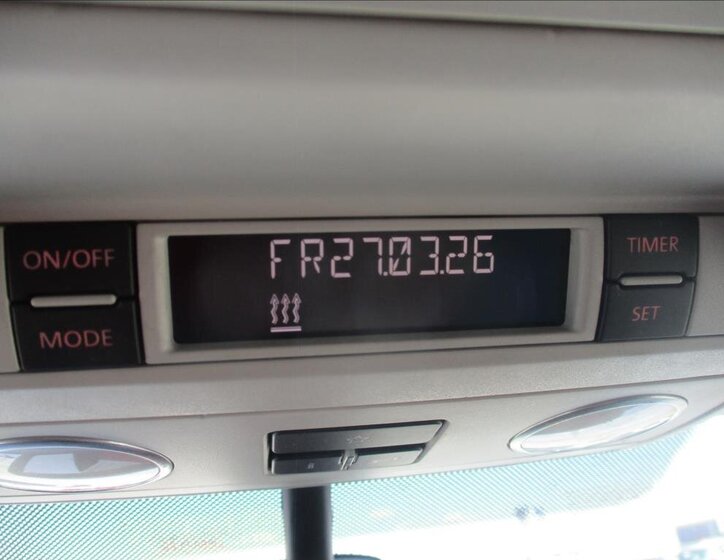 ON/OFF
MODE
FR27.03.26
TIMER
SET